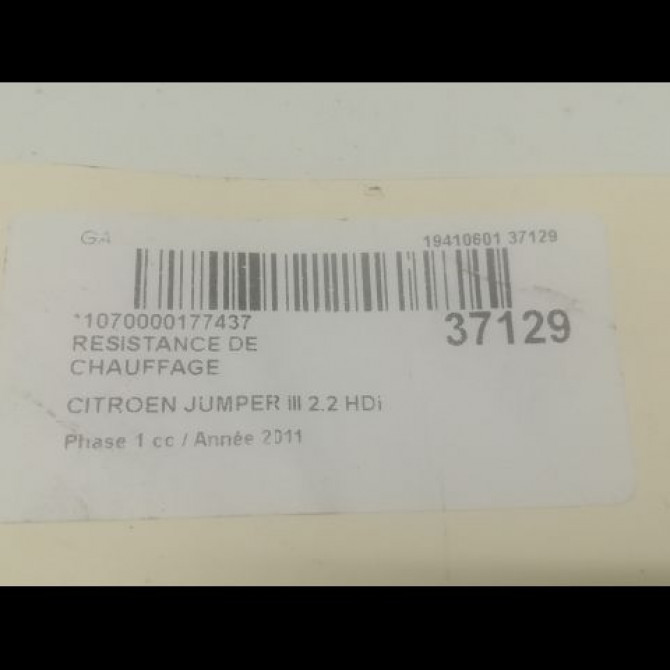 GA
19410601 37129
*1070000177437
37129
RESISTANCE DE
CHAUFFAGE
CITROEN JUMPER III 2.2 HDi
Phase 1 cc / Année 2011